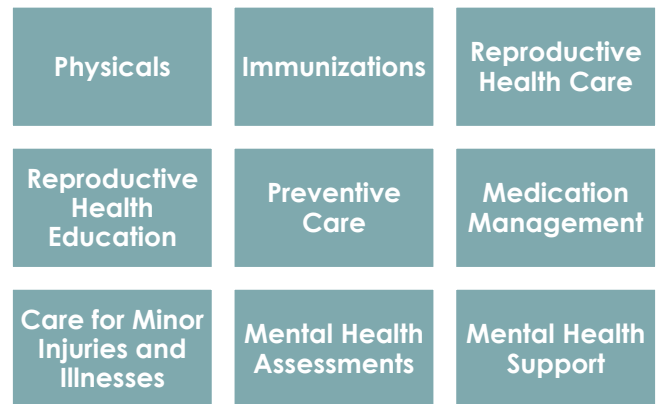 Physicals
Immunizations
Reproductive
Health Care
Reproductive
Health
Education
Preventive
Care
Medication
Management
Care for Minor
Injuries and
Illnesses
Mental Health
Assessments
Mental Health
Support